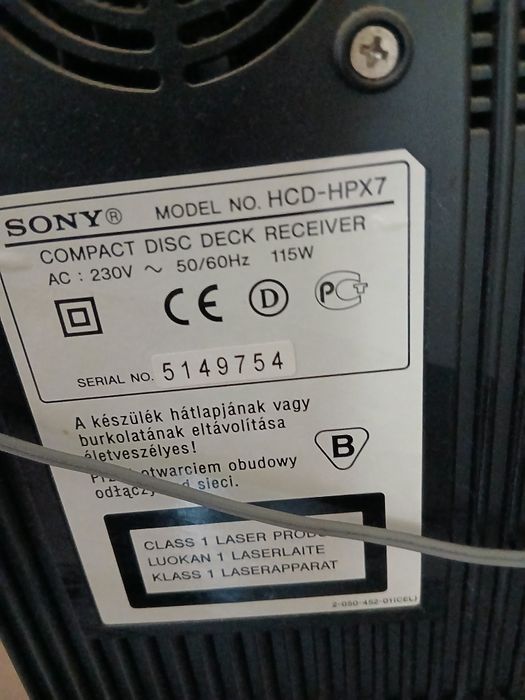 SONY® MODEL NO. HCD-HPX7
COMPACT DISC DECK RECEIVER
AC : 230V ~ 50/60Hz 115W
CE D PCT
SERIAL NO. 5149754
A készülék hátlapjának vagy
burkolatának eltávolítása
életveszélyes!
B
otwarciem obudowy
sieci.
CLASS 1 LASER
LUOKAN 1 LASERLAITE
KLASS 1 LASERAPPARAT
2-050-452-01(CEL)